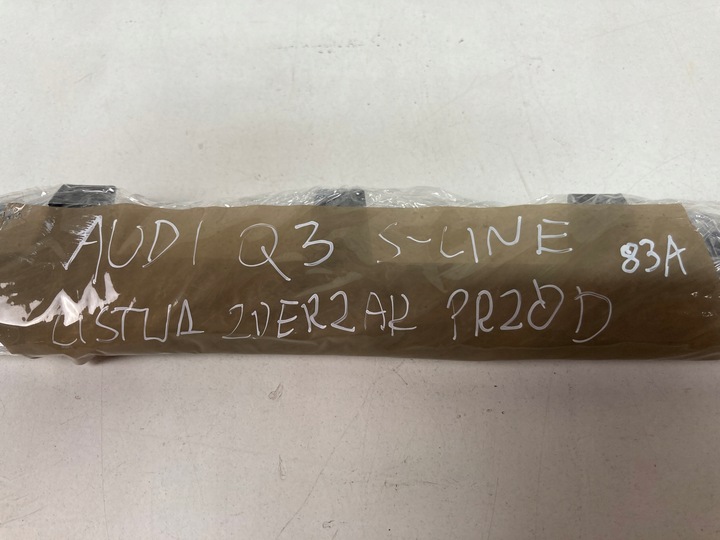 AUDI Q3 S-LINE 83A
LISTWA ZDERZAK PRZÓD